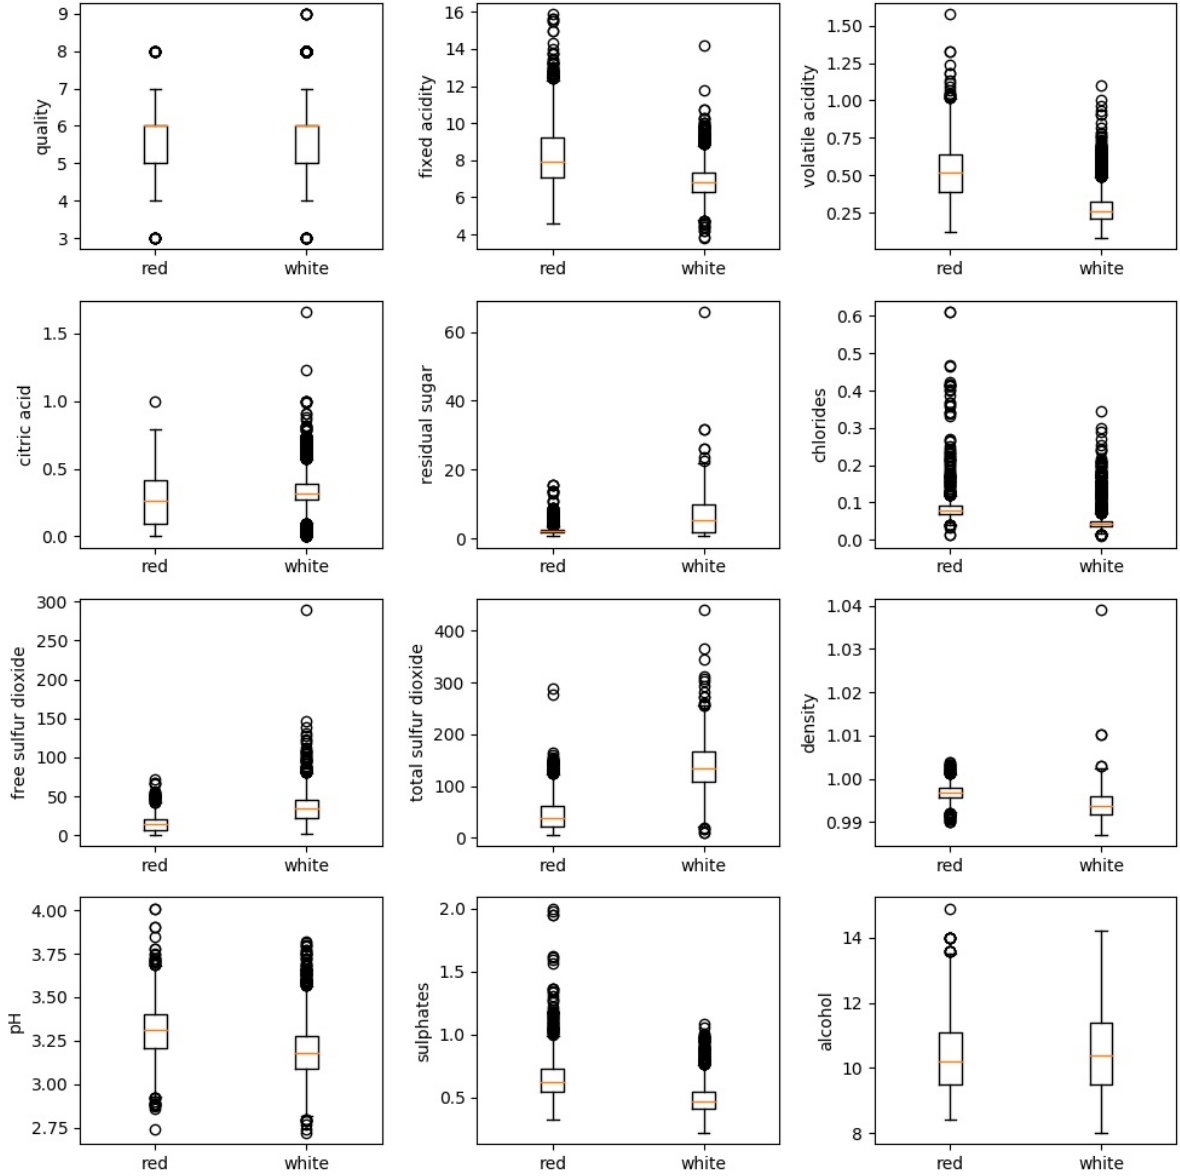 quality
9
8
7
6
5
4
3
red white
fixed acidity
16
14
12
10
8
6
4
red white
volatile acidity
1.50
1.25
1.00
0.75
0.50
0.25
red white
citric acid
1.5
1.0
0.5
0.0
red white
residual sugar
60
40
20
0
red white
chlorides
0.6
0.5
0.4
0.3
0.2
0.1
0.0
red white
free sulfur dioxide
300
250
200
150
100
50
0
red white
total sulfur dioxide
400
300
200
100
0
red white
density
1.04
1.03
1.02
1.01
1.00
0.99
red white
pH
4.00
3.75
3.50
3.25
3.00
2.75
red white
sulphates
2.0
1.5
1.0
0.5
red white
alcohol
14
12
10
8
red white